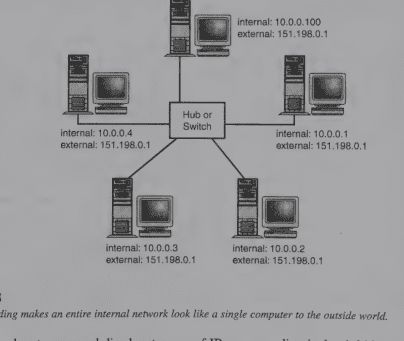 internal: 10.0.0.100
external: 151.198.0.1
Hub or
Switch
internal: 10.0.0.4
external: 151.198.0.1
internal: 10.0.0.1
external: 151.198.0.1
internal: 10.0.0.3
external: 151.198.0.1
internal: 10.0.0.2
external: 151.198.0.1
ding makes an entire internal network look like a single computer to the outside world.